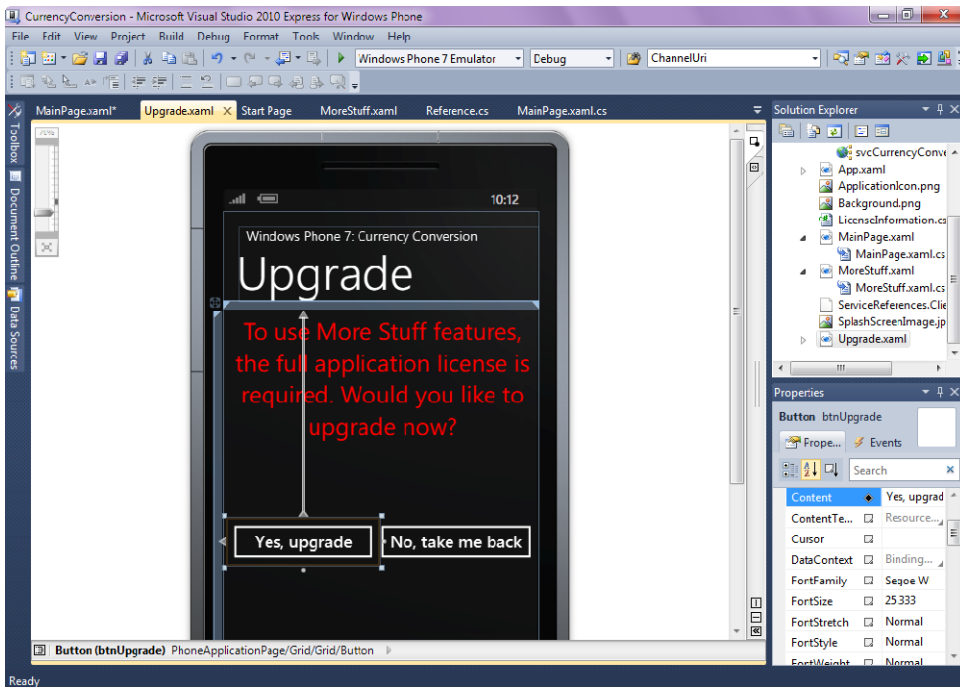 CurrencyConversion - Microsoft Visual Studio 2010 Express for Windows Phone
File Edit View Project Build Debug Format Tools Window Help
Windows Phone 7 Emulator Debug ChannelUri
MainPage.xaml* Upgrade.xaml X Start Page MoreStuff.xaml Reference.cs MainPage.xaml.cs
Toolbox
Document Outline
Data Sources
10:12
Windows Phone 7: Currency Conversion
Upgrade
To use More Stuff features,
the full application license is
required. Would you like to
upgrade now?
Yes, upgrade
No, take me back
Button (btnUpgrade) PhoneApplicationPage/Grid/Grid/Button
Ready
Solution Explorer
svcCurrencyConve
App.xaml
ApplicationIcon.png
Background.png
LicenseInformation.cs
MainPage.xaml
MainPage.xaml.cs
MoreStuff.xaml
MoreStuff.xaml.cs
ServiceReferences.Clie
SplashScreenImage.jp
Upgrade.xaml
Properties
Button btnUpgrade
Prope... Events
Search
Content Yes, upgrad
ContentTe... Resource...
Cursor
DataContext Binding...
FontFamily Segoe W
FontSize 25.333
FontStretch Normal
FontStyle Normal
FontWeight Normal